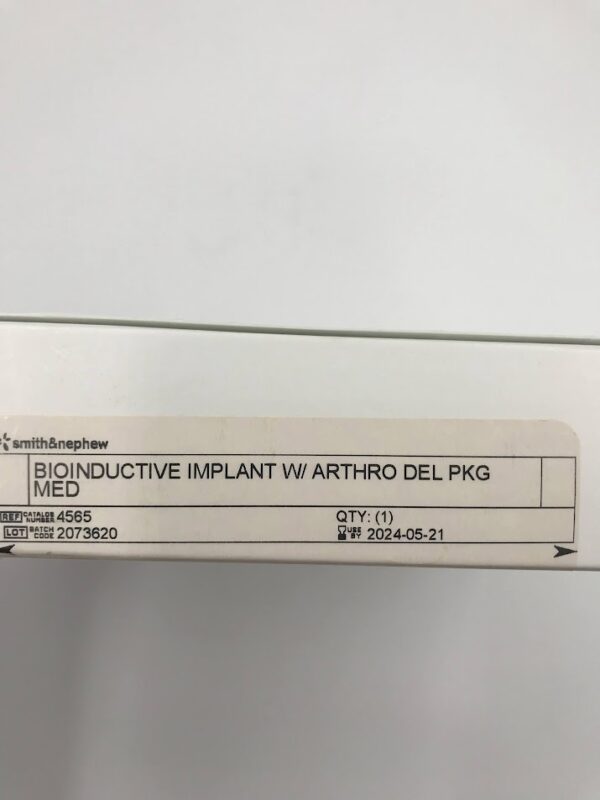 smith&nephew
BIOINDUCTIVE IMPLANT W/ ARTHRO DEL PKG
MED
REF CATALOG NUMBER 4565 QTY: (1)
LOT BATCH CODE 2073620 USE BY 2024-05-21